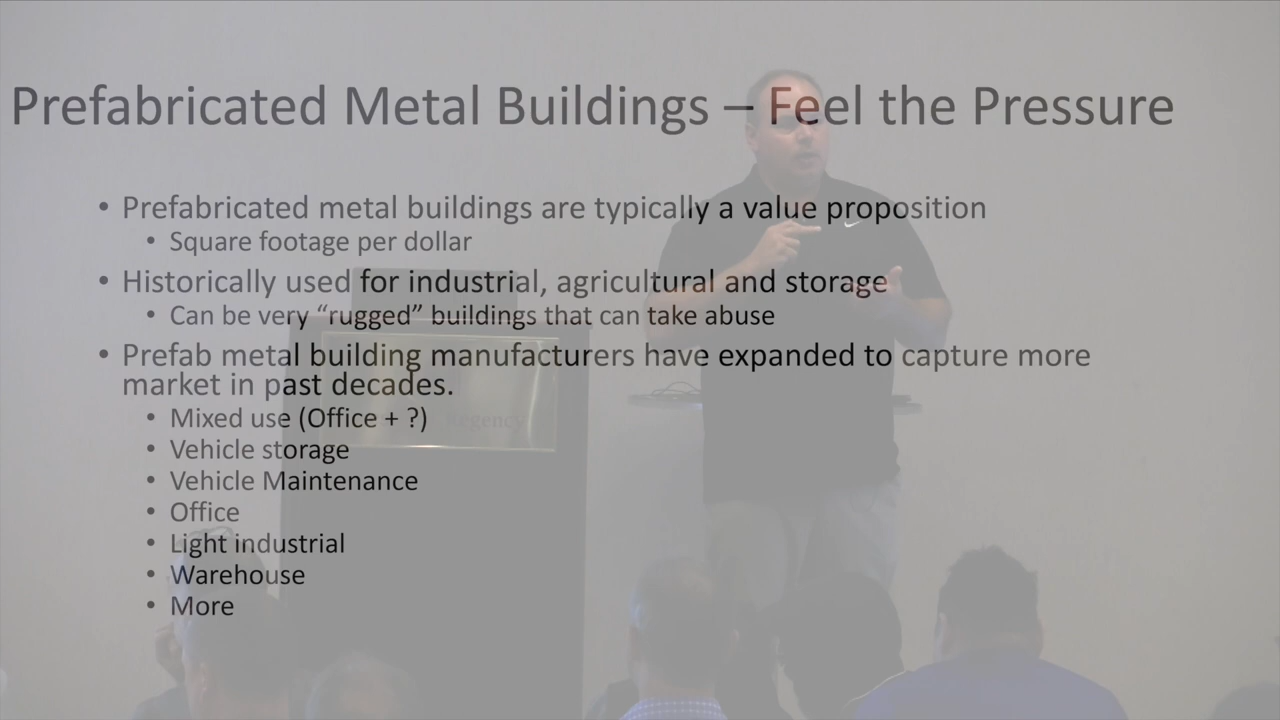 Prefabricated Metal Buildings – Feel the Pressure
• Prefabricated metal buildings are typically a value proposition
• Square footage per dollar
• Historically used for industrial, agricultural and storage
• Can be very “rugged” buildings that can take abuse
• Prefab metal building manufacturers have expanded to capture more
market in past decades.
• Mixed use (Office + ?)
• Vehicle storage
• Vehicle Maintenance
• Office
• Light industrial
• Warehouse
• More
Regency